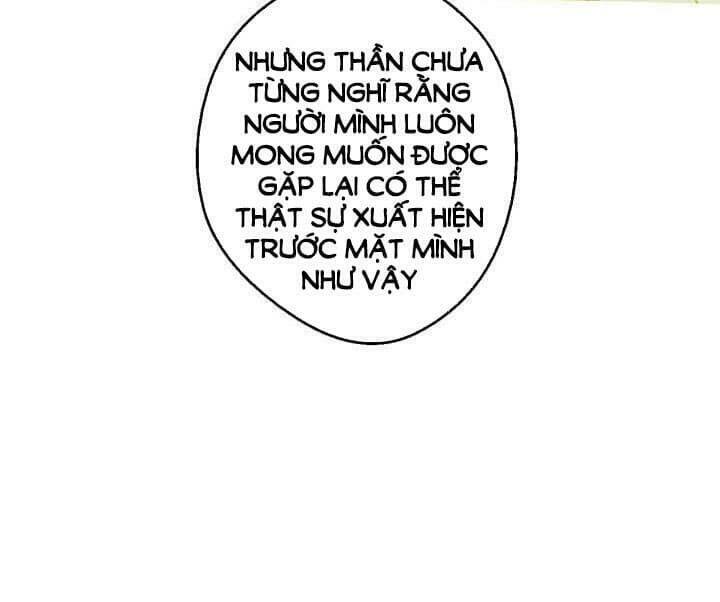 NHƯNG THẦN CHƯA
TỪNG NGHĨ RẰNG
NGƯỜI MÌNH LUÔN
MONG MUỐN ĐƯỢC
GẶP LẠI CÓ THỂ
THẬT SỰ XUẤT HIỆN
TRƯỚC MẶT MÌNH
NHƯ VẬY